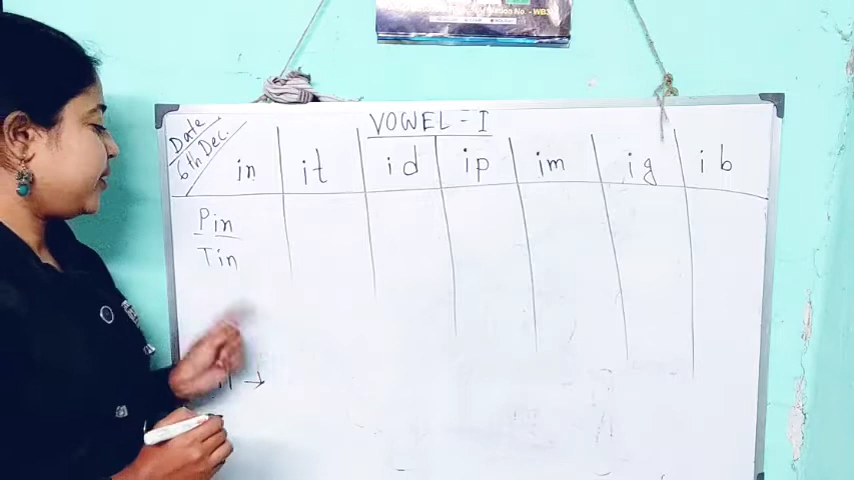 VOWEL - I
Date
6th Dec.
in it id ip im ig ib
Pin
Tin